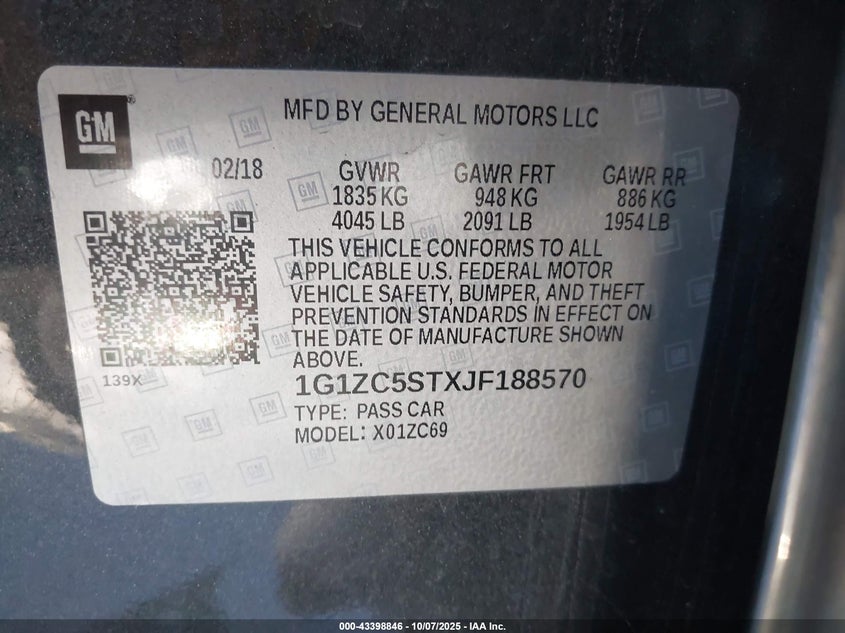 GM
MFD BY GENERAL MOTORS LLC
02/18 GVWR GAWR FRT GAWR RR
1835 KG 948 KG 886 KG
4045 LB 2091 LB 1954 LB
THIS VEHICLE CONFORMS TO ALL
APPLICABLE U.S. FEDERAL MOTOR
VEHICLE SAFETY, BUMPER, AND THEFT
PREVENTION STANDARDS IN EFFECT ON
THE DATE OF MANUFACTURE SHOWN
ABOVE.
139X
1G1ZC5STXJF188570
TYPE: PASS CAR
MODEL: X01ZC69
000-43398846 - 10/07/2025 - IAA Inc.